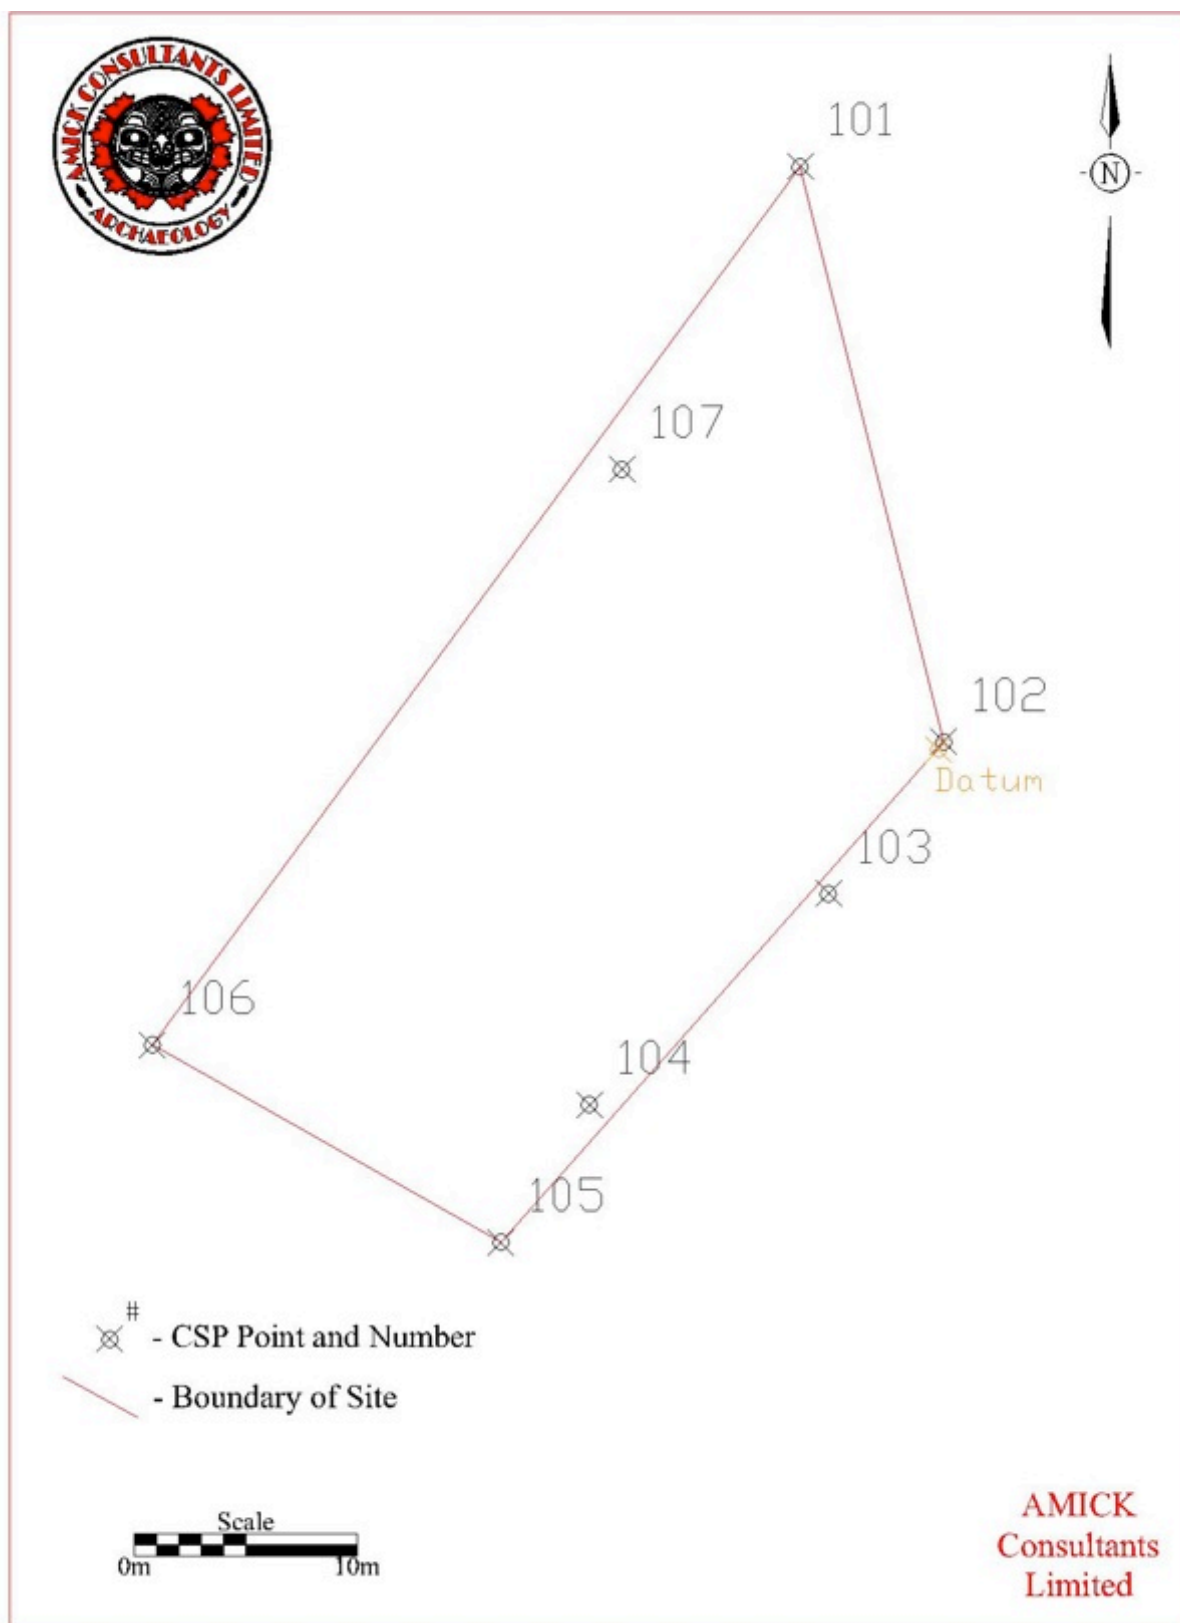 AMICK CONSULTANTS LIMITED
ARCHAEOLOGY
101
N
107
102
Datum
103
106
104
105
# - CSP Point and Number
- Boundary of Site
Scale
0m 10m
AMICK
Consultants
Limited